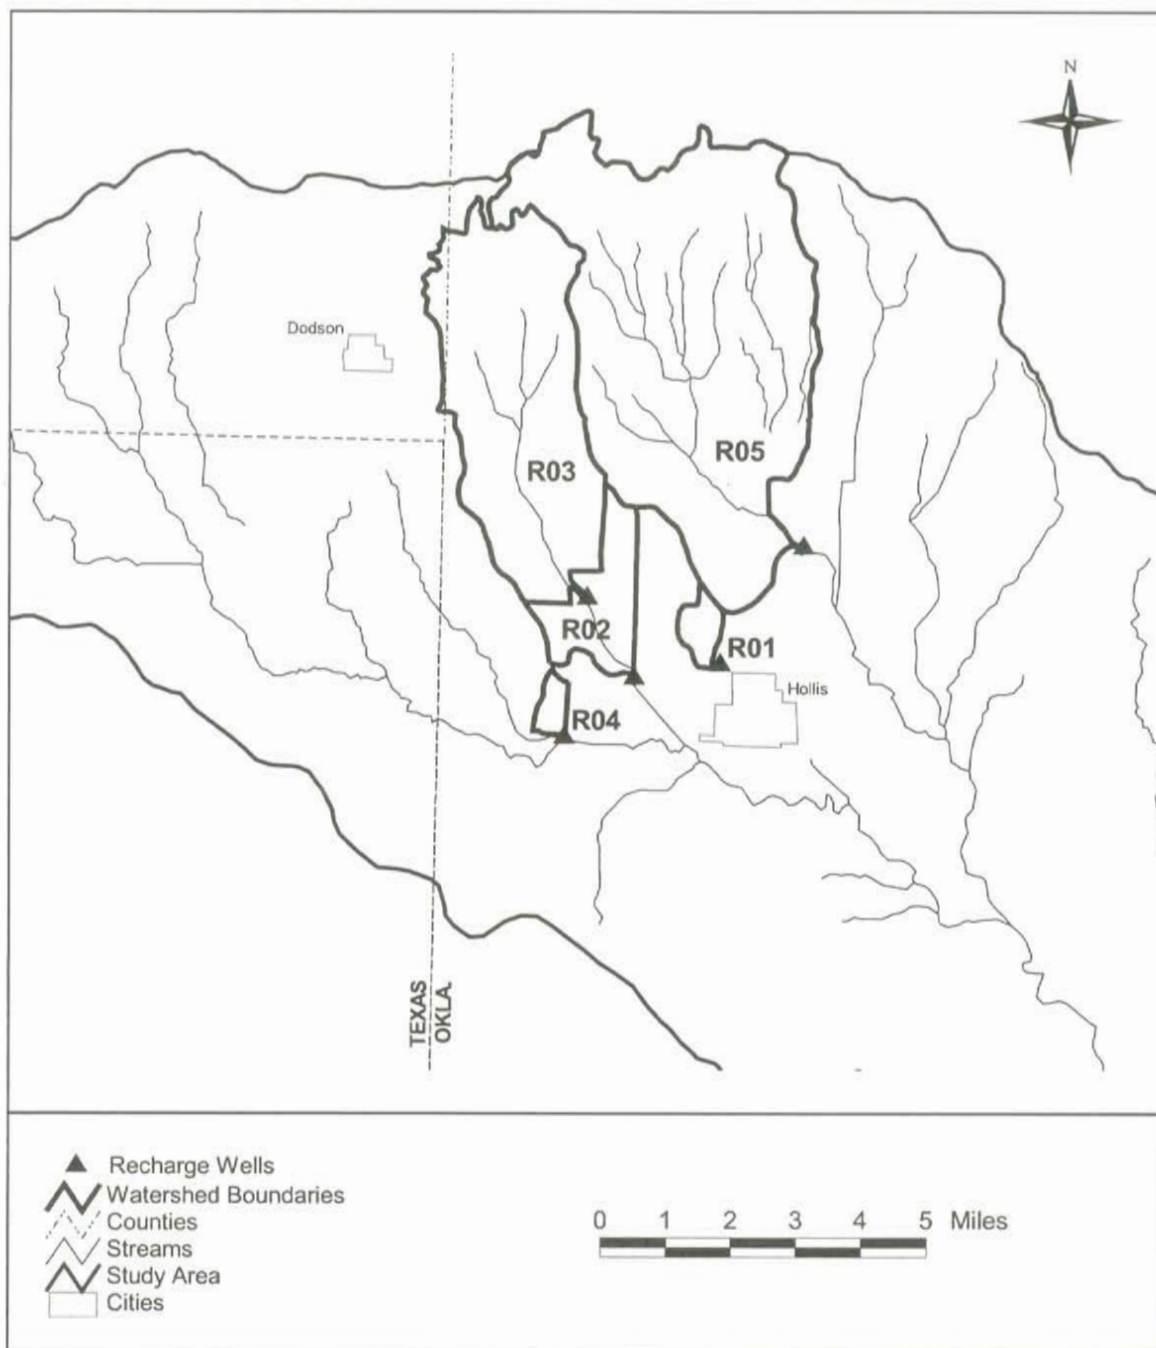 N
Dodson
R05
R03
R02
R01
Hollis
R04
TEXAS
OKLA.
Recharge Wells
Watershed Boundaries
Counties
Streams
Study Area
Cities
0 1 2 3 4 5 Miles